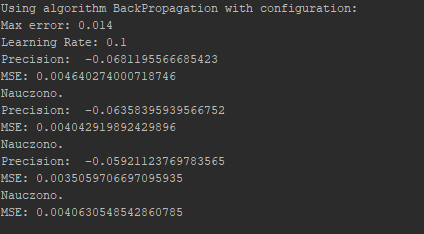 Using algorithm BackPropagation with configuration:
Max error: 0.014
Learning Rate: 0.1
Precision:  -0.0681195566685423
MSE: 0.004640274000718746
Nauczono.
Precision:  -0.06358395939566752
MSE: 0.004042919892429896
Nauczono.
Precision:  -0.05921123769783565
MSE: 0.0035059706697095935
Nauczono.
MSE: 0.0040630548542860785